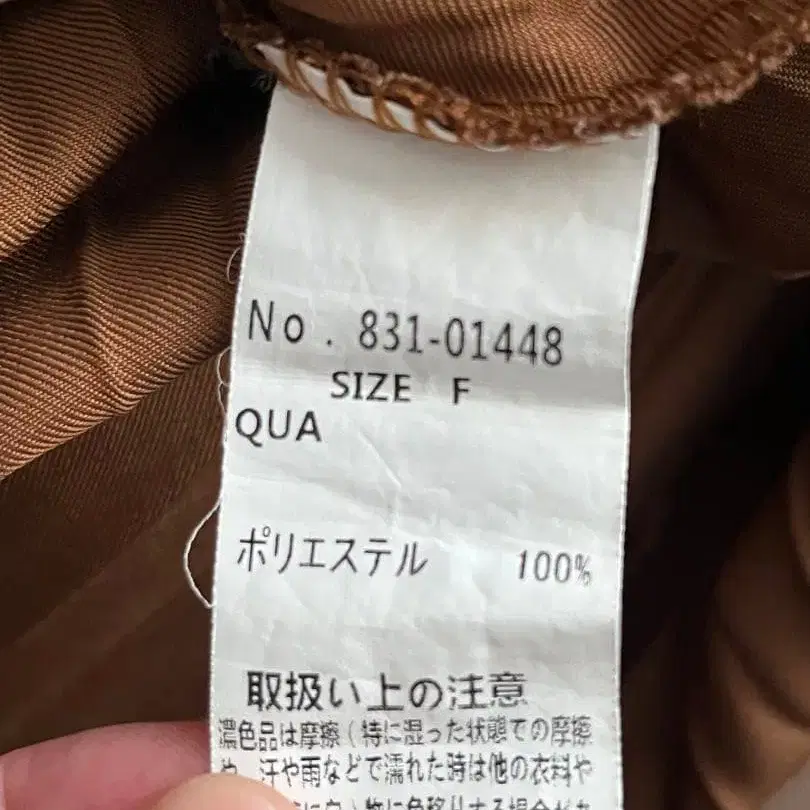 No. 831-01448
SIZE F
QUA
ポリエステル 100%
取扱い上の注意
濃色品は摩擦(特に湿った状態での摩擦
や、汗や雨などで濡れた時は他の衣料や